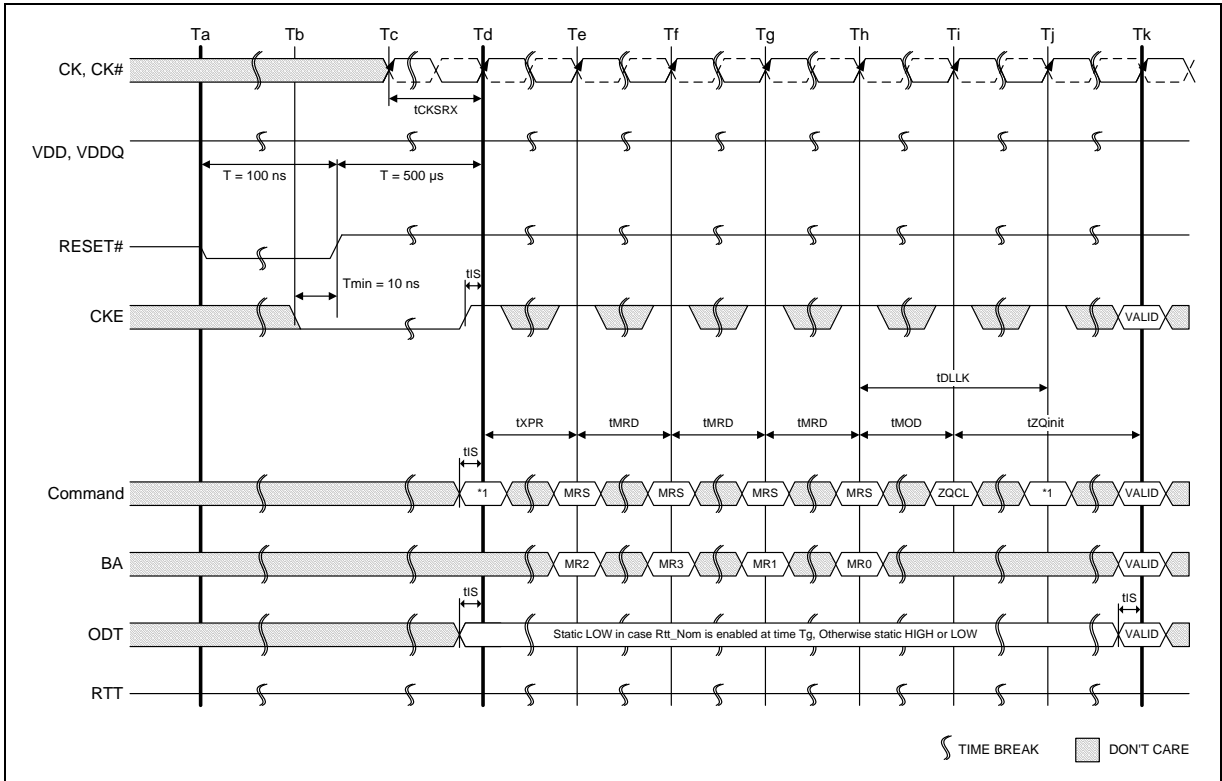 Ta Tb Tc Td Te Tf Tg Th Ti Tj Tk
CK, CK#
tCKSRX
VDD, VDDQ
T = 100 ns T = 500 μs
RESET#
Tmin = 10 ns
tIS
CKE
VALID
tDLLK
tXPR tMRD tMRD tMRD tMOD tZQinit
tIS
Command
*1 MRS MRS MRS MRS ZQCL *1 VALID
BA
MR2 MR3 MR1 MR0 VALID
tIS tIS
ODT
Static LOW in case Rtt_Nom is enabled at time Tg, Otherwise static HIGH or LOW
VALID
RTT
TIME BREAK DON'T CARE